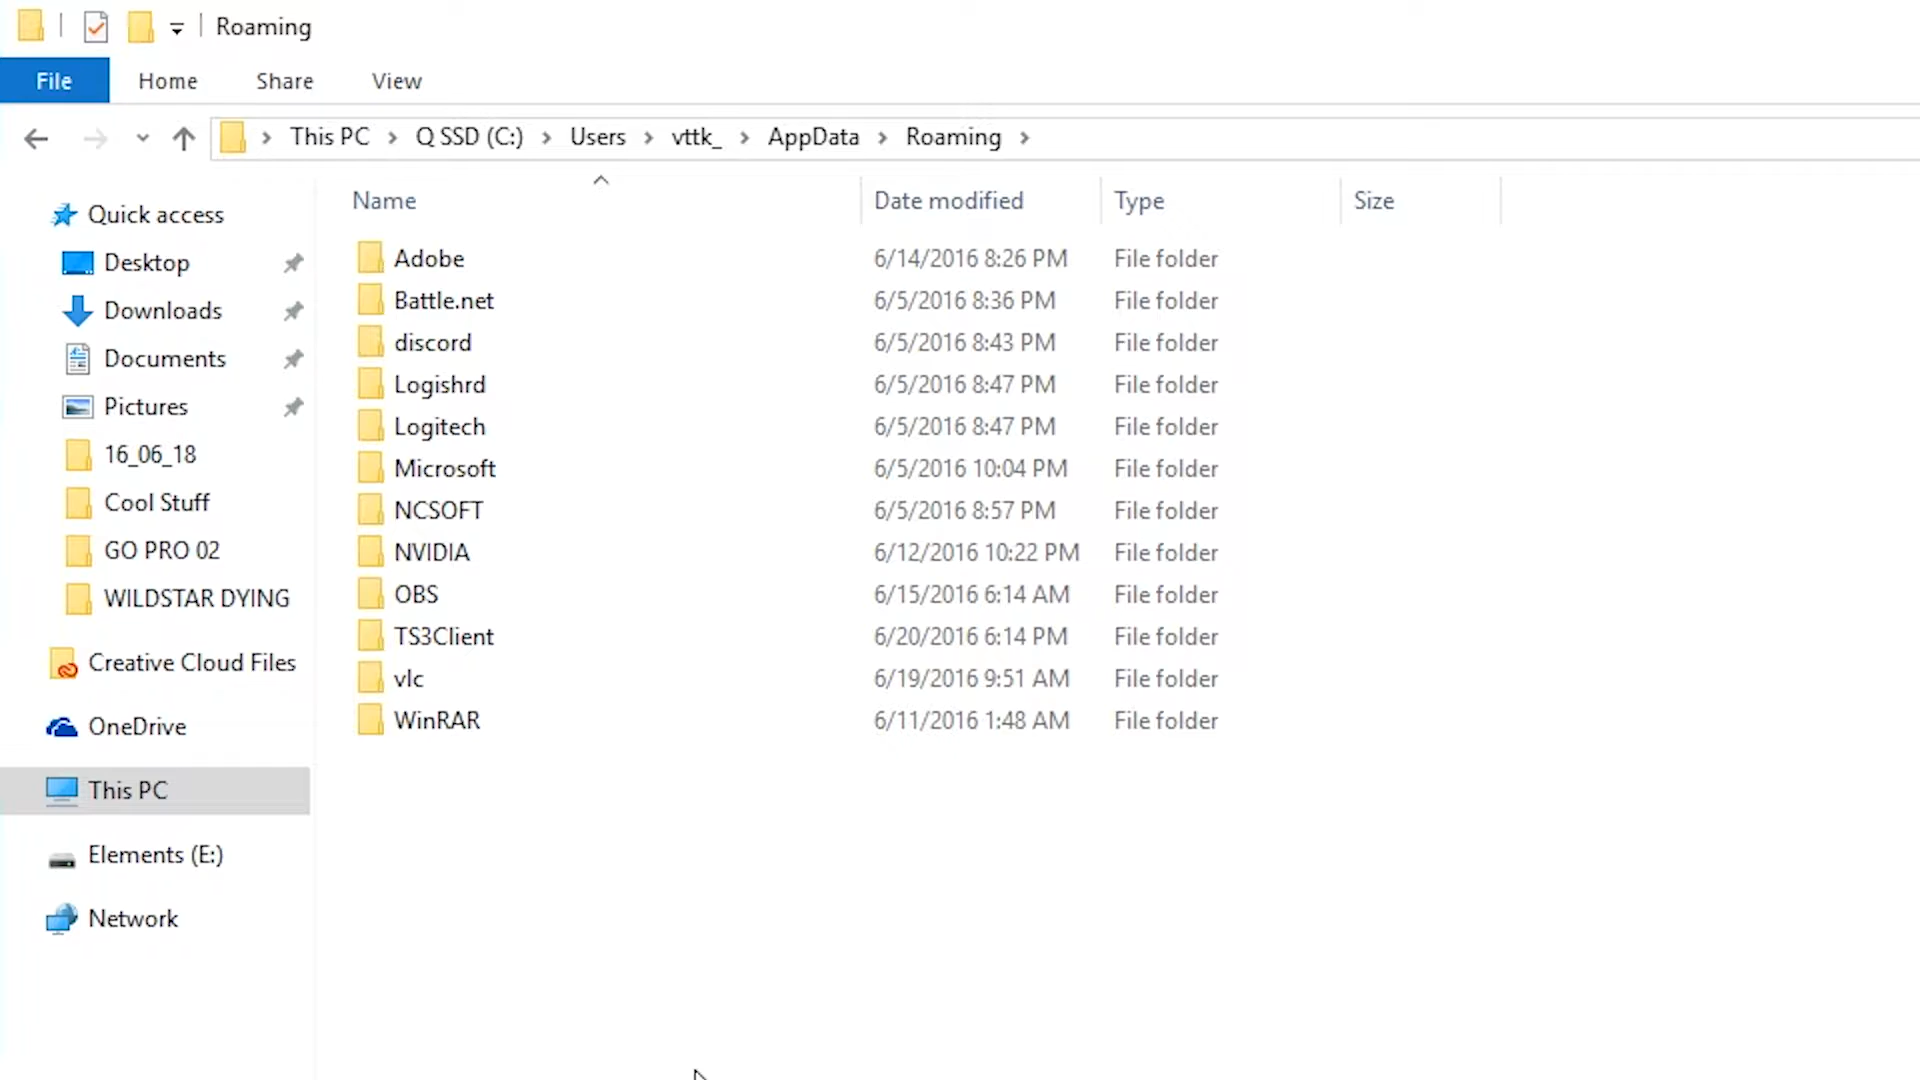 Roaming
File Home Share View
This PC Q SSD (C:) Users vttk_ AppData Roaming
Name Date modified Type Size
Quick access
Desktop
Downloads
Documents
Pictures
16_06_18
Cool Stuff
GO PRO 02
WILDSTAR DYING
Creative Cloud Files
OneDrive
This PC
Elements (E:)
Network
Adobe 6/14/2016 8:26 PM File folder
Battle.net 6/5/2016 8:36 PM File folder
discord 6/5/2016 8:43 PM File folder
Logishrd 6/5/2016 8:47 PM File folder
Logitech 6/5/2016 8:47 PM File folder
Microsoft 6/5/2016 10:04 PM File folder
NCSOFT 6/5/2016 8:57 PM File folder
NVIDIA 6/12/2016 10:22 PM File folder
OBS 6/15/2016 6:14 AM File folder
TS3Client 6/20/2016 6:14 PM File folder
vlc 6/19/2016 9:51 AM File folder
WinRAR 6/11/2016 1:48 AM File folder